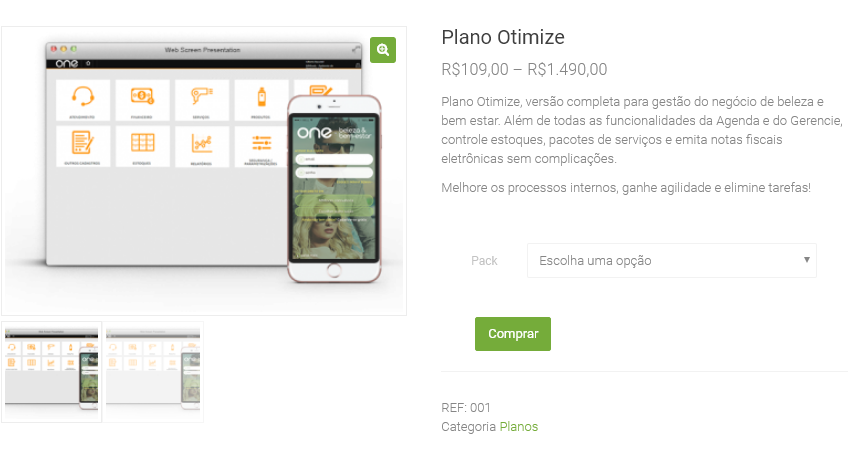 Plano Otimize
R$109,00 – R$1.490,00
Plano Otimize, versão completa para gestão do negócio de beleza e
bem estar. Além de todas as funcionalidades da Agenda e do Gerencie,
controle estoques, pacotes de serviços e emita notas fiscais
eletrônicas sem complicações.
Melhore os processos internos, ganhe agilidade e elimine tarefas!
Pack
Escolha uma opção
Comprar
REF: 001
Categoria Planos
Web Screen Presentation
one
ATENDIMENTO
FINANCEIRO
SERVIÇOS
PRODUTOS
OUTROS CADASTROS
ESTOQUES
RELATÓRIOS
one beleza &
bem-estar